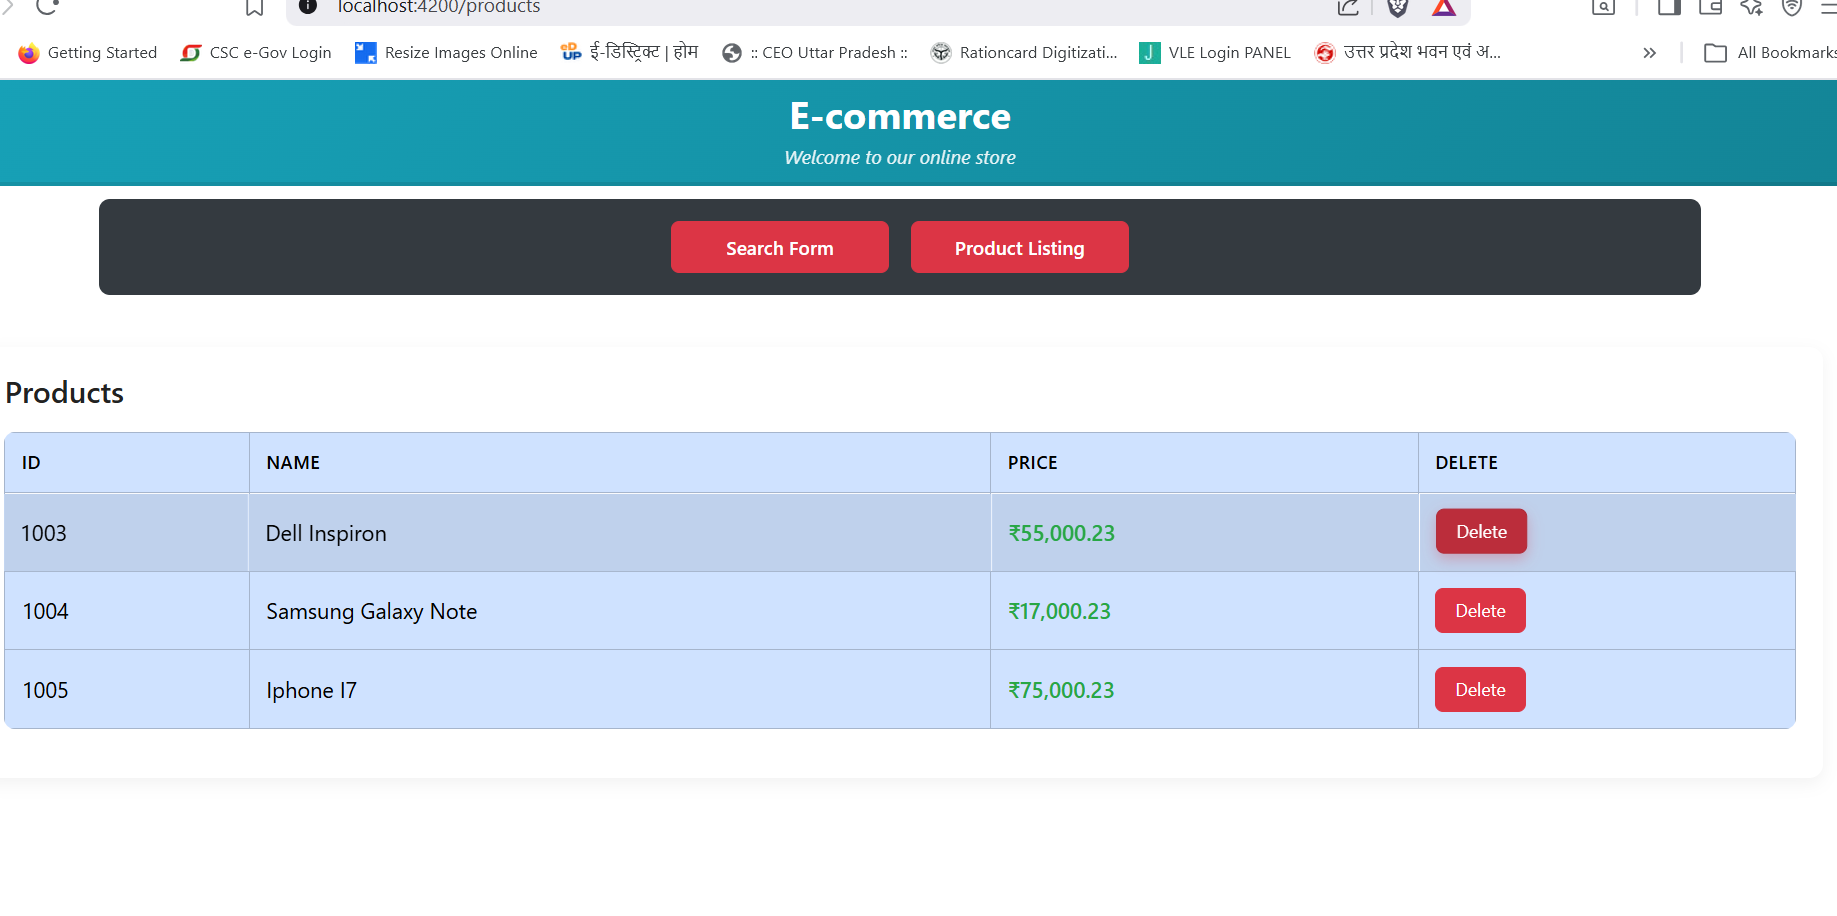 localhost:4200/products
Getting Started CSC e-Gov Login Resize Images Online ई-डिस्ट्रिक्ट | होम :: CEO Uttar Pradesh :: Rationcard Digitizati... VLE Login PANEL उत्तर प्रदेश भवन एवं अ... » All Bookmarks
E-commerce
Welcome to our online store
Search Form Product Listing
Products
ID NAME PRICE DELETE
1003 Dell Inspiron ₹55,000.23 Delete
1004 Samsung Galaxy Note ₹17,000.23 Delete
1005 Iphone I7 ₹75,000.23 Delete